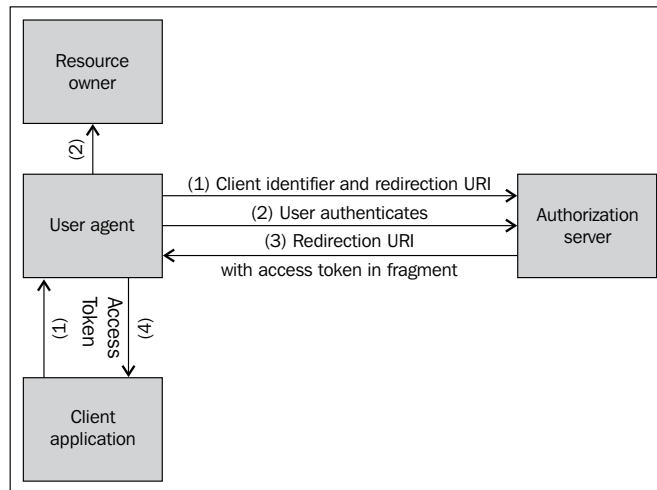 Resource
owner
(2)
(1) Client identifier and redirection URI
User agent
(2) User authenticates
Authorization
server
(3) Redirection URI
with access token in fragment
(1)
Access
Token
(4)
Client
application